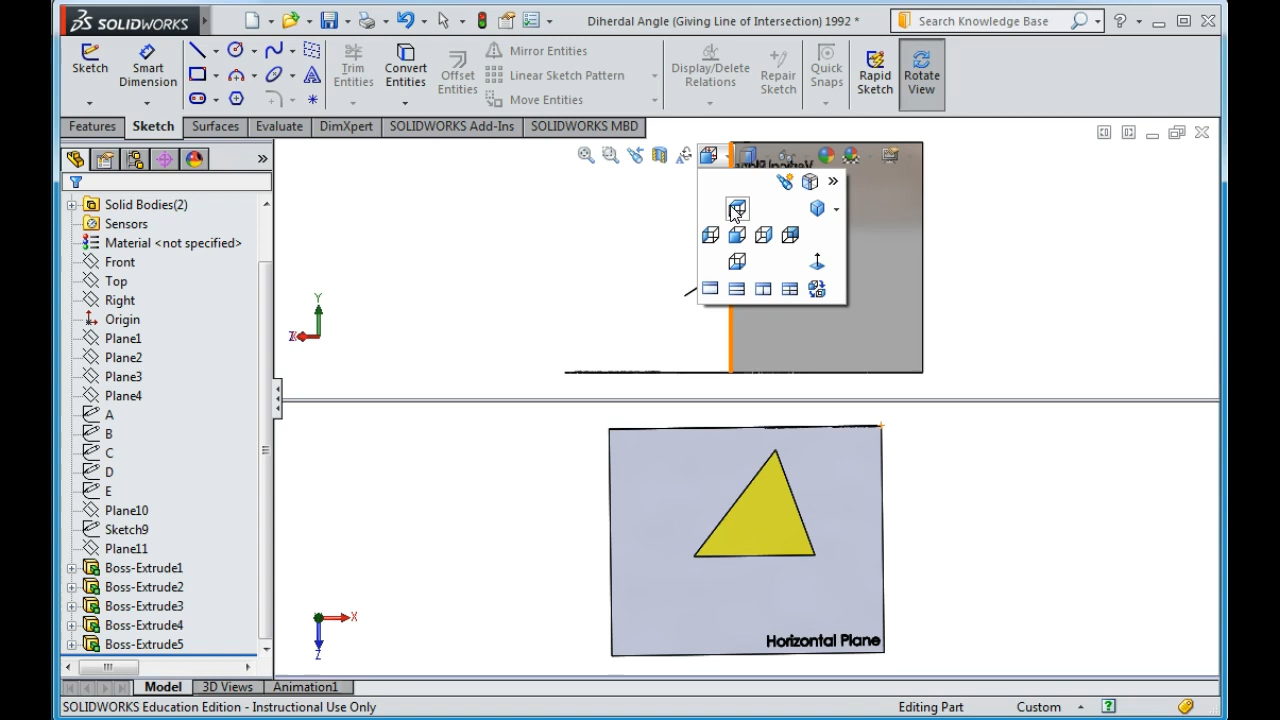 SOLIDWORKS
Diherdal Angle (Giving Line of Intersection) 1992 *
Search Knowledge Base
Sketch
Smart
Dimension
Trim
Entities
Convert
Entities
Offset
Entities
Mirror Entities
Linear Sketch Pattern
Move Entities
Display/Delete
Relations
Repair
Sketch
Quick
Snaps
Rapid
Sketch
Rotate
View
Features
Sketch
Surfaces
Evaluate
DimXpert
SOLIDWORKS Add-Ins
SOLIDWORKS MBD
Solid Bodies(2)
Sensors
Material <not specified>
Front
Top
Right
Origin
Plane1
Plane2
Plane3
Plane4
A
B
C
D
E
Plane10
Sketch9
Plane11
Boss-Extrude1
Boss-Extrude2
Boss-Extrude3
Boss-Extrude4
Boss-Extrude5
Y
X
Z
Horizontal Plane
Model
3D Views
Animation1
SOLIDWORKS Education Edition - Instructional Use Only
Editing Part
Custom